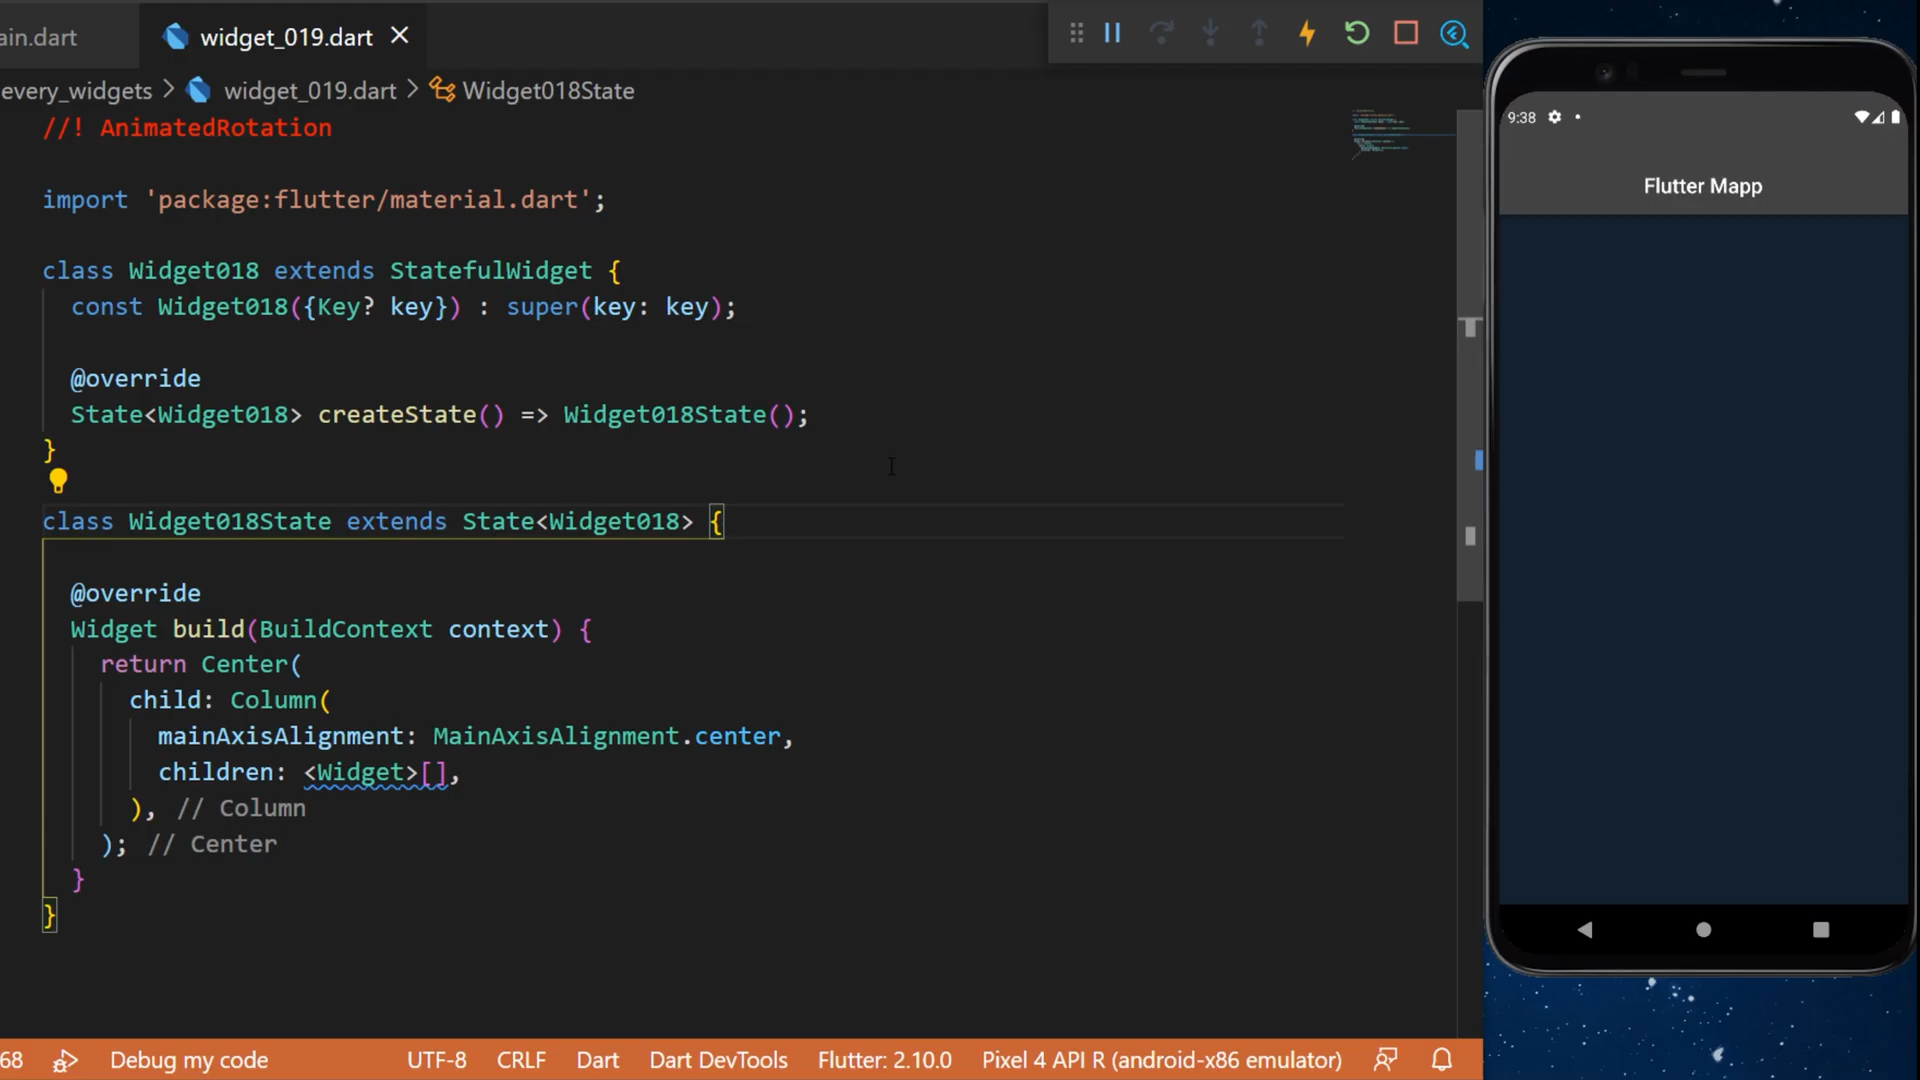 ain.dart
widget_019.dart
every_widgets > widget_019.dart > Widget018State
//! AnimatedRotation
import 'package:flutter/material.dart';
class Widget018 extends StatefulWidget {
const Widget018({Key? key}) : super(key: key);
@override
State<Widget018> createState() => Widget018State();
}
class Widget018State extends State<Widget018> {
@override
Widget build(BuildContext context) {
return Center(
child: Column(
mainAxisAlignment: MainAxisAlignment.center,
children: <Widget>[],
), // Column
); // Center
}
}
68 Debug my code UTF-8 CRLF Dart Dart DevTools Flutter: 2.10.0 Pixel 4 API R (android-x86 emulator)
9:38
Flutter Mapp